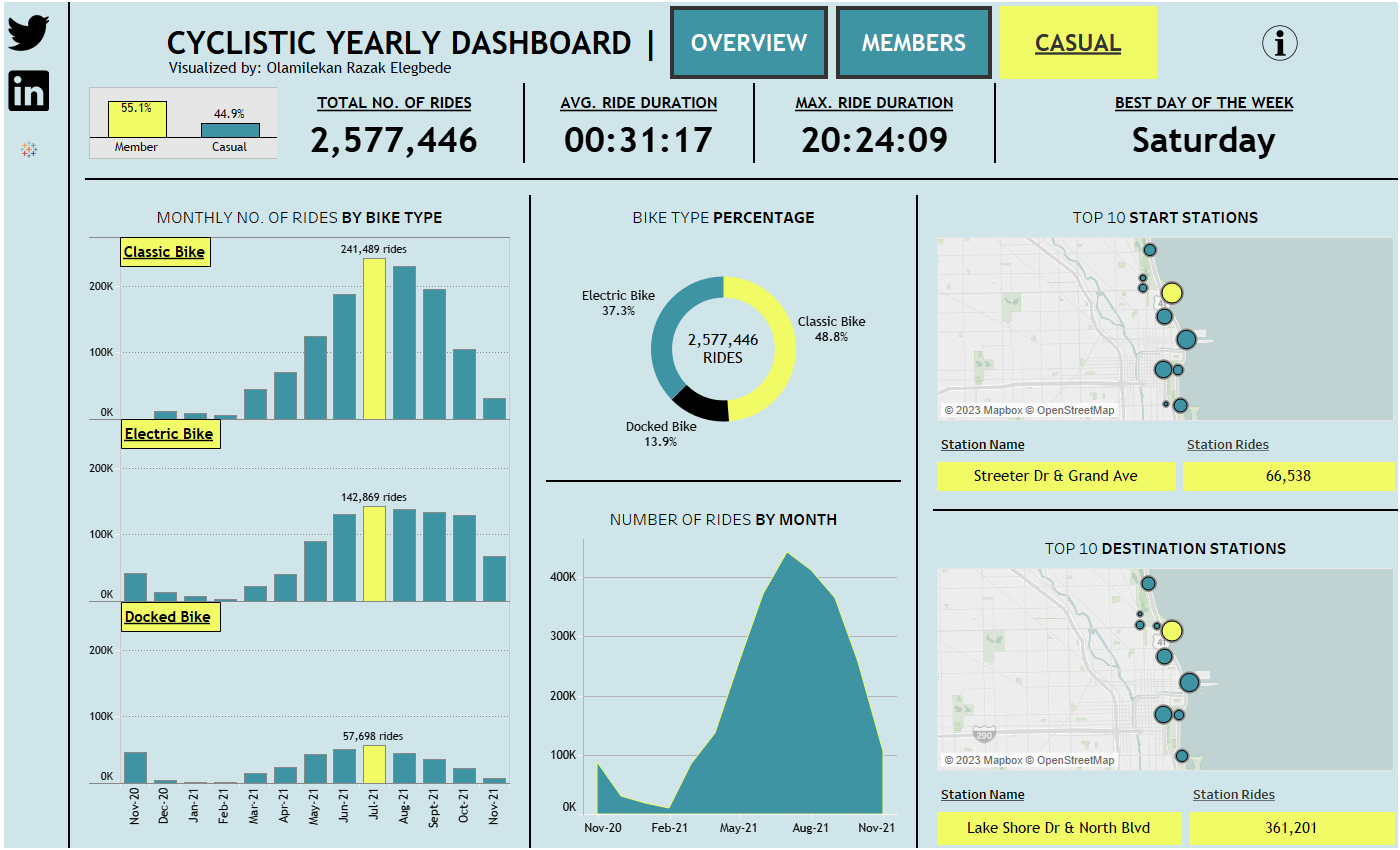 CYCLISTIC YEARLY DASHBOARD |
Visualized by: Olamilekan Razak Elegbede
OVERVIEW
MEMBERS
CASUAL
i
in
55.1%
44.9%
Member
Casual
TOTAL NO. OF RIDES
2,577,446
AVG. RIDE DURATION
00:31:17
MAX. RIDE DURATION
20:24:09
BEST DAY OF THE WEEK
Saturday
MONTHLY NO. OF RIDES BY BIKE TYPE
Classic Bike
241,489 rides
200K
100K
0K
Electric Bike
142,869 rides
200K
100K
0K
Docked Bike
57,698 rides
200K
100K
0K
Nov-20
Dec-20
Jan-21
Feb-21
Mar-21
Apr-21
May-21
Jun-21
Jul-21
Aug-21
Sept-21
Oct-21
Nov-21
BIKE TYPE PERCENTAGE
Electric Bike
37.3%
Classic Bike
48.8%
2,577,446
RIDES
Docked Bike
13.9%
NUMBER OF RIDES BY MONTH
400K
300K
200K
100K
0K
Nov-20
Feb-21
May-21
Aug-21
Nov-21
TOP 10 START STATIONS
© 2023 Mapbox © OpenStreetMap
Station Name
Station Rides
Streeter Dr & Grand Ave
66,538
TOP 10 DESTINATION STATIONS
290
© 2023 Mapbox © OpenStreetMap
Station Name
Station Rides
Lake Shore Dr & North Blvd
361,201